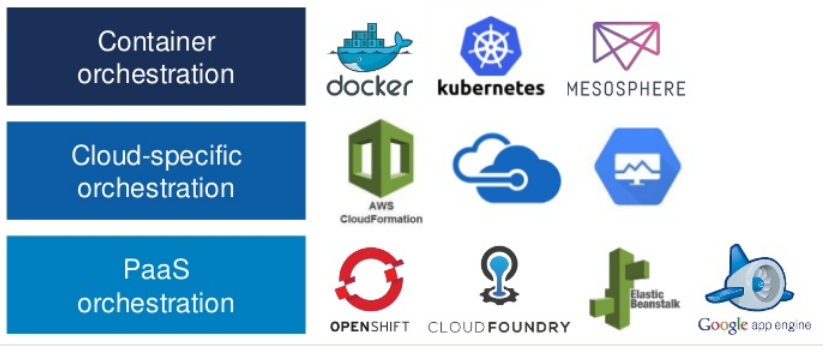 Container
orchestration
docker
kubernetes
MESOSPHERE
Cloud-specific
orchestration
AWS
CloudFormation
PaaS
orchestration
OPENSHIFT
CLOUDFOUNDRY
Elastic
Beanstalk
Google app engine